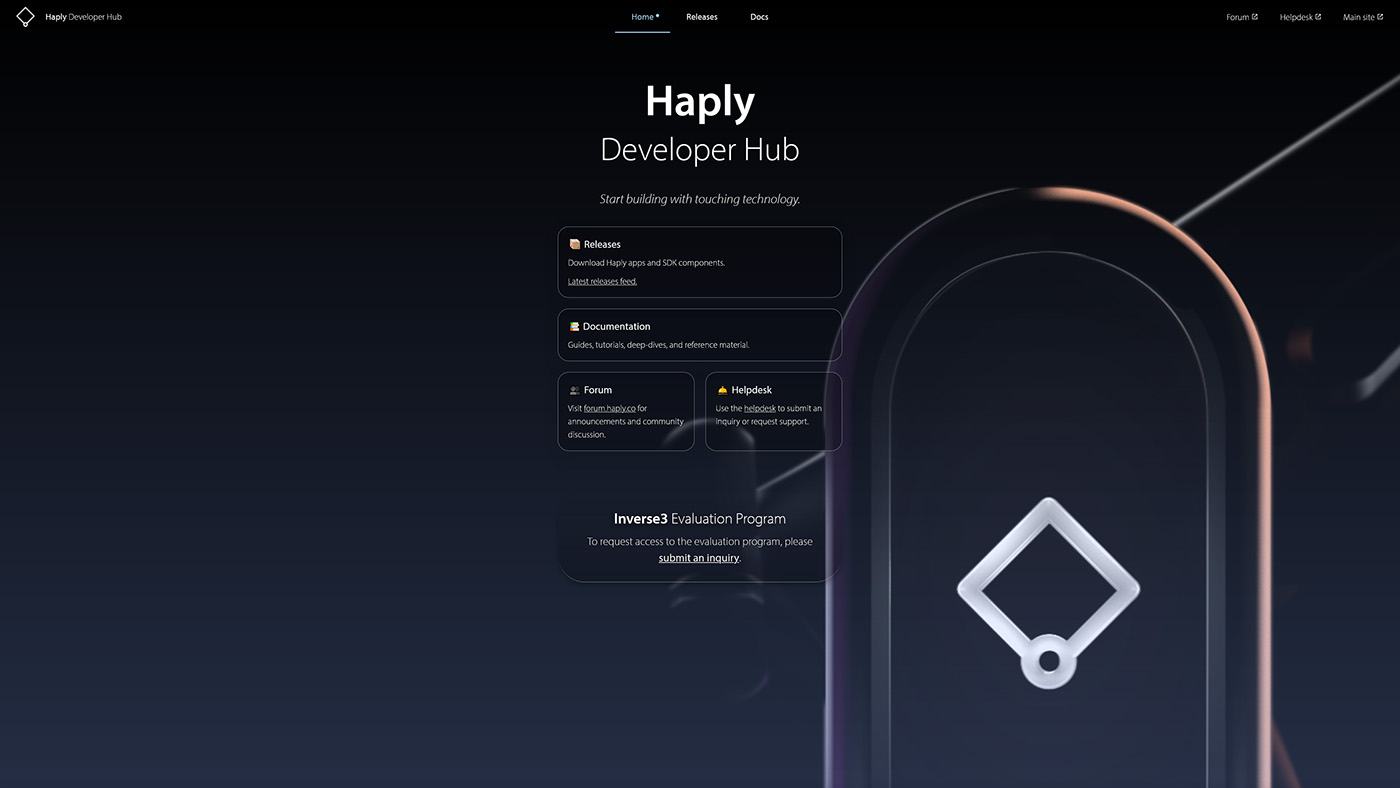 Haply Developer Hub
Home
Releases
Docs
Forum
Helpdesk
Main site
Haply
Developer Hub
Start building with touching technology.
Releases
Download Haply apps and SDK components.
Latest releases feed.
Documentation
Guides, tutorials, deep-dives, and reference material.
Forum
Visit forum.haply.co for
announcements and community
discussion.
Helpdesk
Use the helpdesk to submit an
inquiry or request support.
Inverse3 Evaluation Program
To request access to the evaluation program, please
submit an inquiry.